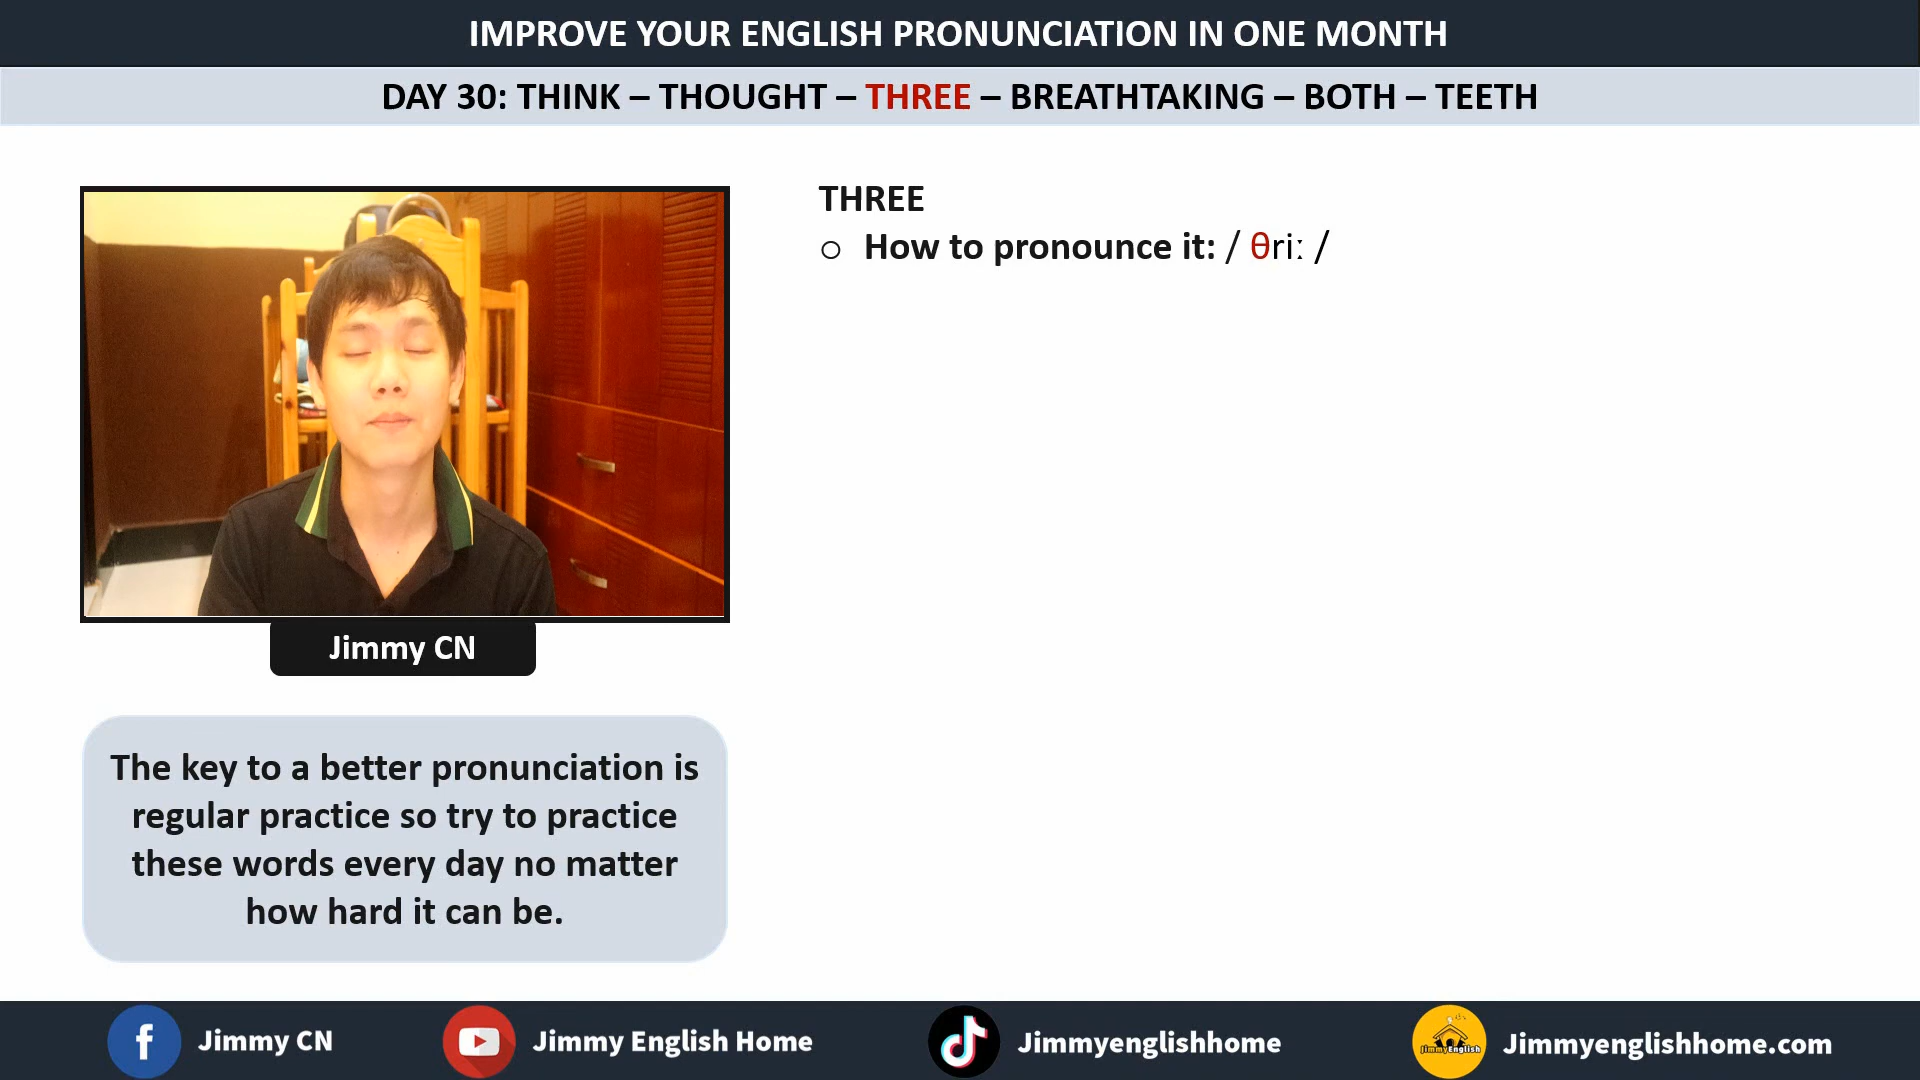 IMPROVE YOUR ENGLISH PRONUNCIATION IN ONE MONTH
DAY 30: THINK – THOUGHT – THREE – BREATHTAKING – BOTH – TEETH
THREE
How to pronounce it: / θriː /
Jimmy CN
The key to a better pronunciation is
regular practice so try to practice
these words every day no matter
how hard it can be.
Jimmy CN
Jimmy English Home
Jimmyenglishhome
JimmyEnglish
Jimmyenglishhome.com